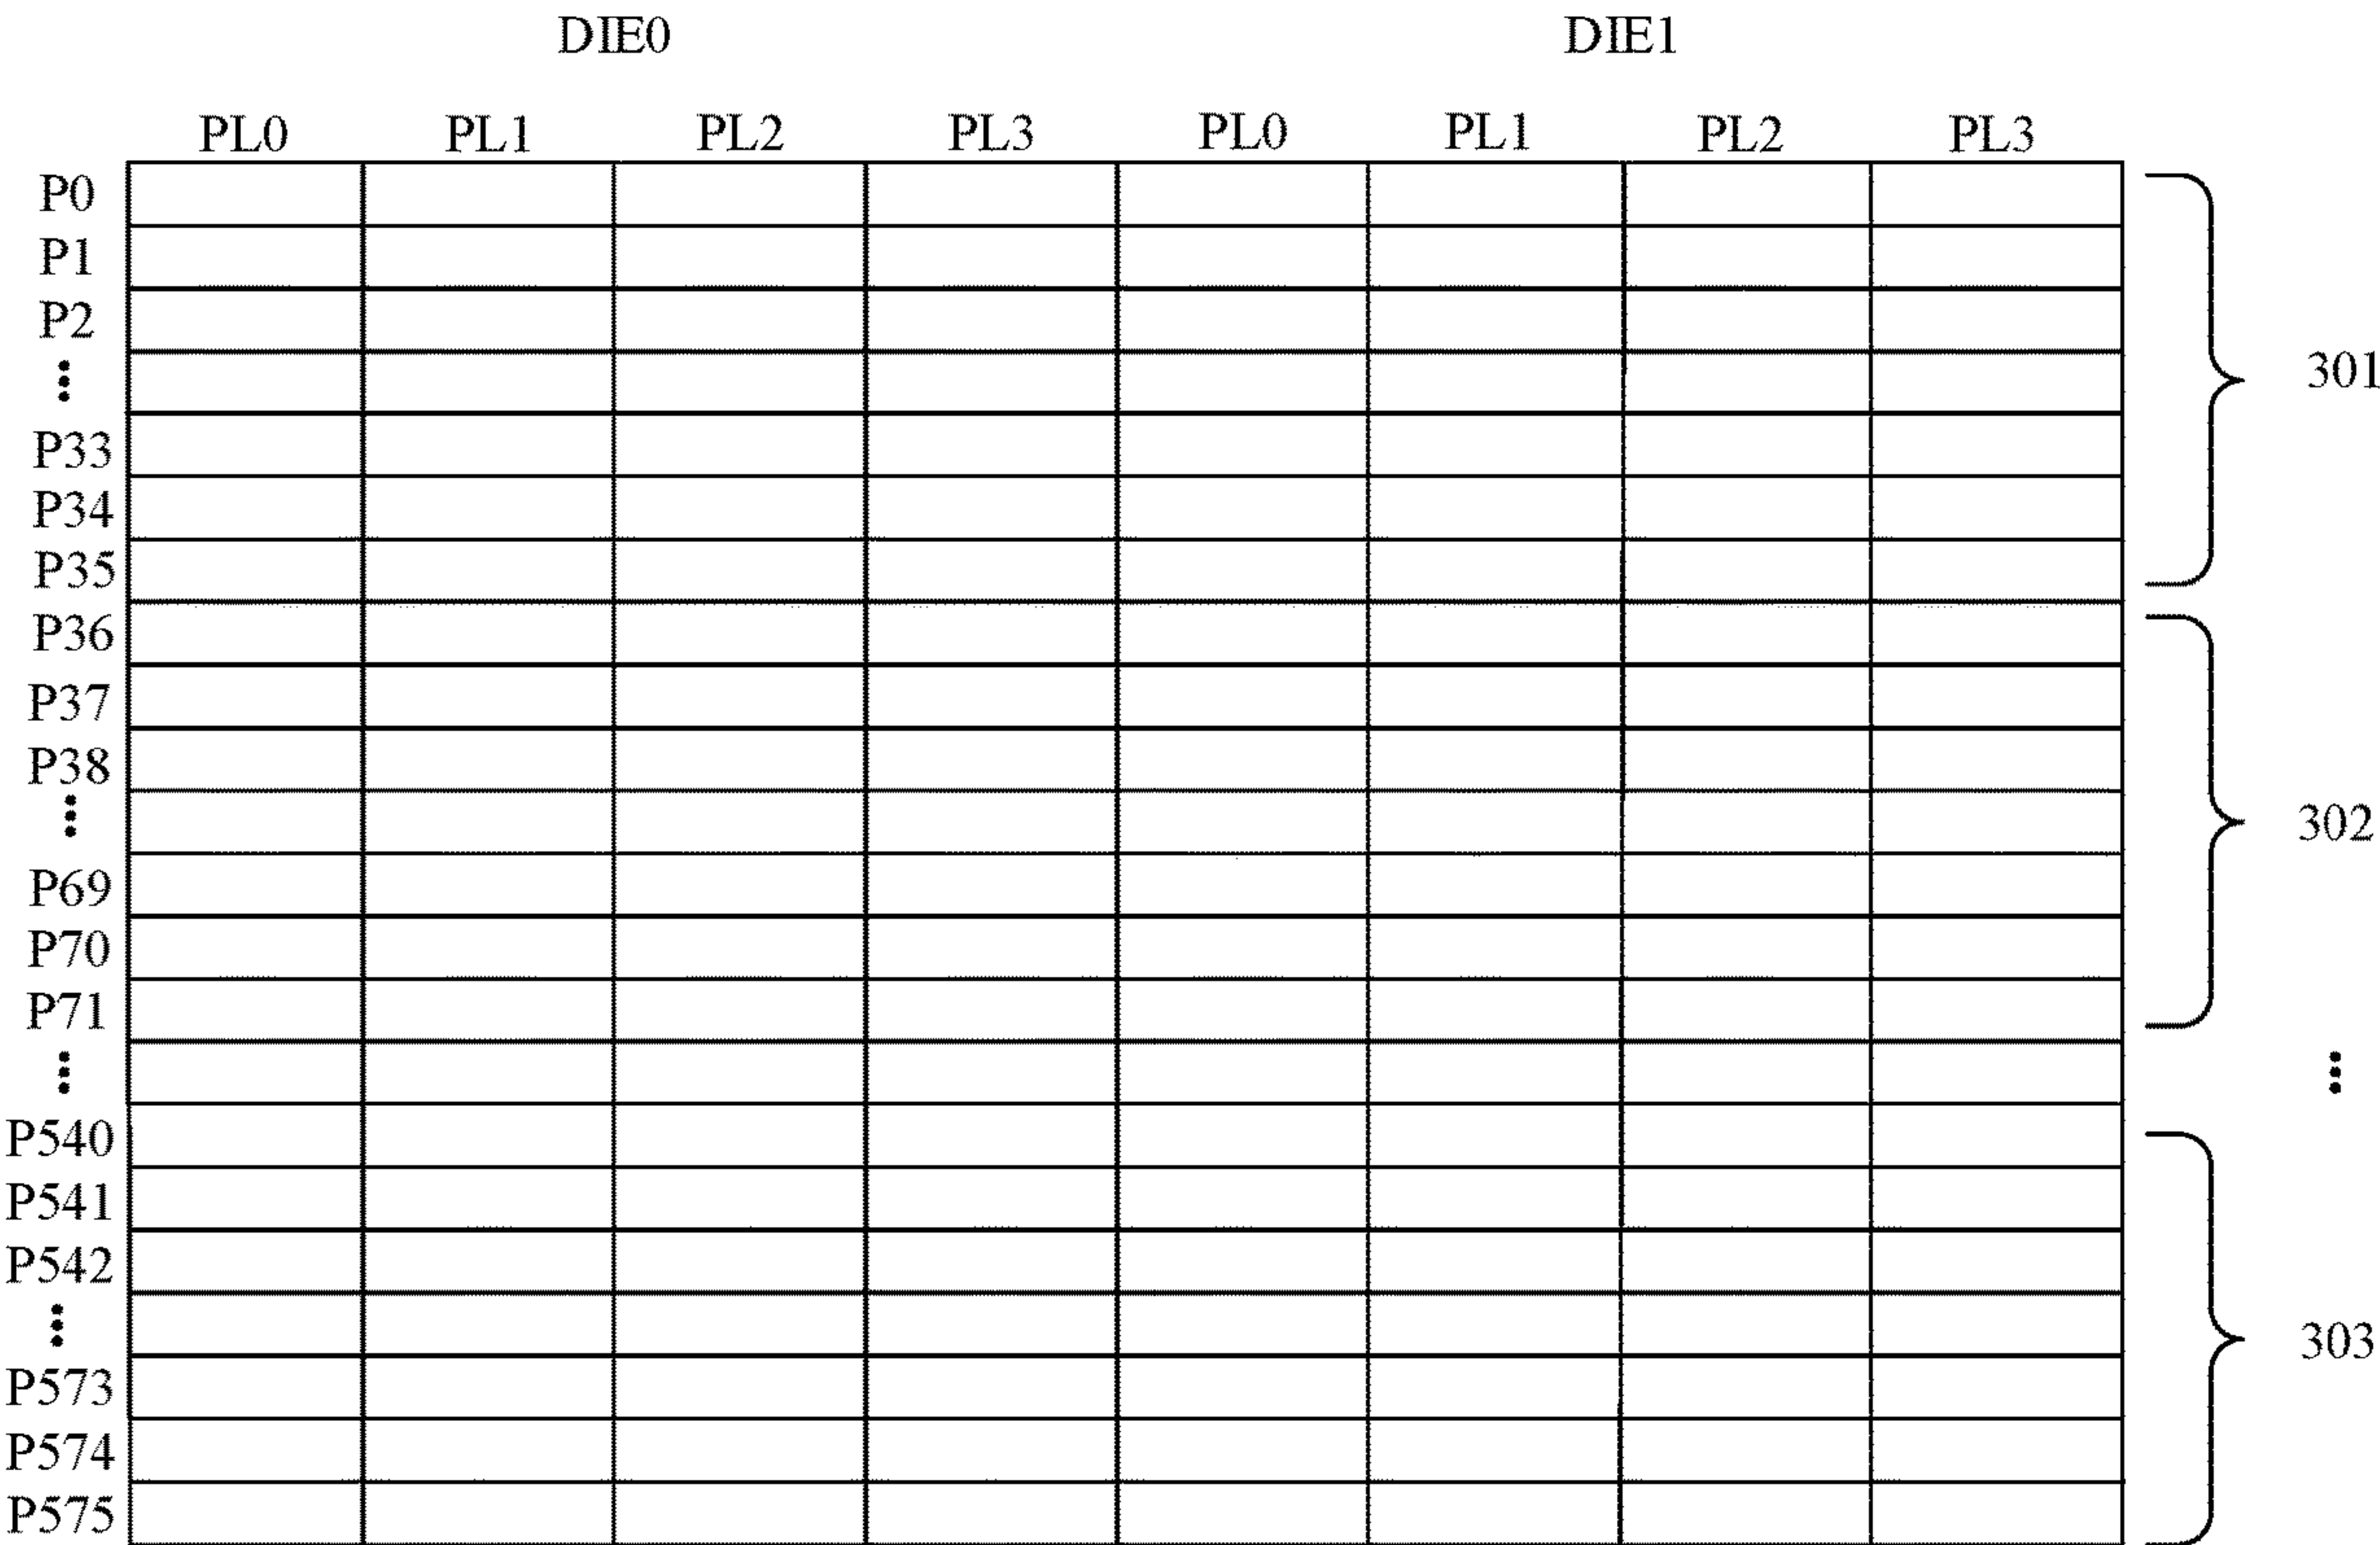 DIE0 DIE1
PL0 PL1 PL2 PL3 PL0 PL1 PL2 PL3
P0
P1
P2
⋮ 301
P33
P34
P35
P36
P37
P38
⋮ 302
P69
P70
P71
⋮ ⋮
P540
P541
P542
⋮ 303
P573
P574
P575